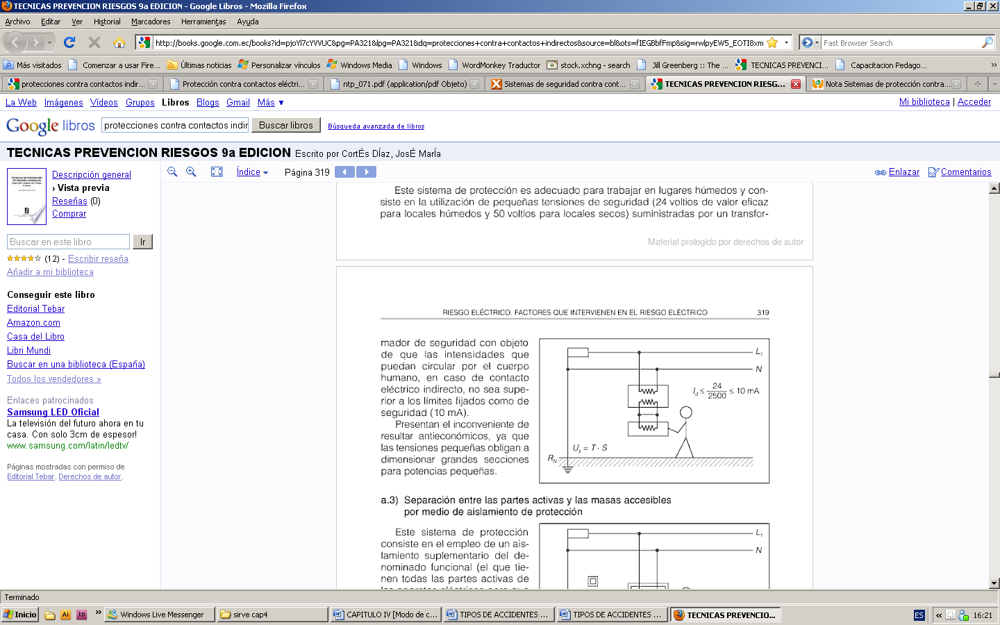 TECNICAS PREVENCION RIESGOS 9a EDICION - Google Libros - Mozilla Firefox
Archivo Editar Ver Historial Marcadores Herramientas Ayuda
http://books.google.com.ec/books?id=pjoYl7cYVVUC&pg=PA321&lpg=PA321&dq=protecciones+contra+contactos+indirectos&source=bl&ots=fIEGBbfFmp&sig=rwlpyEW5_EOTI8xm
Fast Browser Search
Más visitados Comenzar a usar Fire... Últimas noticias Personalizar vínculos Windows Media Windows WordMonkey Traductor stock.xchng - search Jill Greenberg :: The ... TECNICAS PREVENCI... Capacitacion Pedago... »
protecciones contra contactos indir... Protección contra contactos eléctri... ntp_071.pdf (application/pdf Objeto) Sistemas de seguridad contra cont... TECNICAS PREVENCION RIESG... Nota Sistemas de protección contra...
La Web Imágenes Vídeos Grupos Libros Blogs Gmail Más ▼ Mi biblioteca | Acceder
Google libros protecciones contra contactos indir Buscar libros Búsqueda avanzada de libros
TECNICAS PREVENCION RIESGOS 9a EDICION Escrito por CortÉs DÍaz, JosÉ MarÍa
Índice Página 319 Enlazar Comentarios
Descripción general
› Vista previa
Reseñas (0)
Comprar
Buscar en este libro Ir
(12) - Escribir reseña
Añadir a mi biblioteca
Conseguir este libro
Editorial Tebar
Amazon.com
Casa del Libro
Libri Mundi
Buscar en una biblioteca (España)
Todos los vendedores »
Enlaces patrocinados
Samsung LED Oficial
La televisión del futuro ahora en tu
casa. Con solo 3cm de espesor!
www.samsung.com/latin/ledtv/
Páginas mostradas con permiso de
Editorial Tebar. Derechos de autor.
Este sistema de protección es adecuado para trabajar en lugares húmedos y con-
siste en la utilización de pequeñas tensiones de seguridad (24 voltios de valor eficaz
para locales húmedos y 50 voltios para locales secos) suministradas por un transfor-
Material protegido por derechos de autor
RIESGO ELÉCTRICO. FACTORES QUE INTERVIENEN EN EL RIESGO ELÉCTRICO 319
mador de seguridad con objeto
de que las intensidades que
puedan circular por el cuerpo
humano, en caso de contacto
eléctrico indirecto, no sea supe-
rior a los límites fijados como de
seguridad (10 mA).
Presentan el inconveniente de
resultar antieconómicos, ya que
las tensiones pequeñas obligan a
dimensionar grandes secciones
para potencias pequeñas.
L1
N
Id ≤ 24/2500 ≤ 10 mA
Us = T · S
RN
a.3) Separación entre las partes activas y las masas accesibles
por medio de aislamiento de protección
Este sistema de protección
consiste en el empleo de un ais-
lamiento suplementario del de-
nominado funcional (el que tie-
nen todas las partes activas de
L1
N
Terminado
Inicio Ai Id » Windows Live Messenger sirve cap4 CAPITULO IV [Modo de c... TIPOS DE ACCIDENTES ... TIPOS DE ACCIDENTES ... TECNICAS PREVENCIO... ES « 16:21